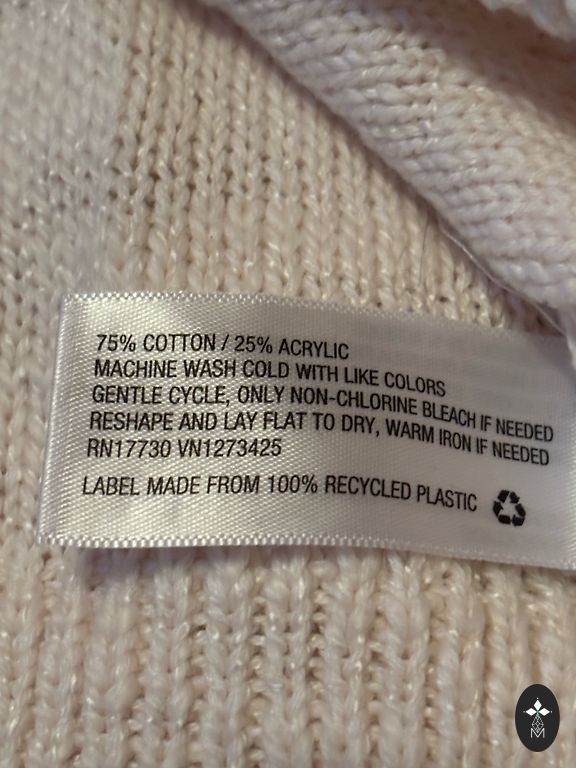 75% COTTON / 25% ACRYLIC
MACHINE WASH COLD WITH LIKE COLORS
GENTLE CYCLE, ONLY NON-CHLORINE BLEACH IF NEEDED
RESHAPE AND LAY FLAT TO DRY, WARM IRON IF NEEDED
RN17730 VN1273425
LABEL MADE FROM 100% RECYCLED PLASTIC
M